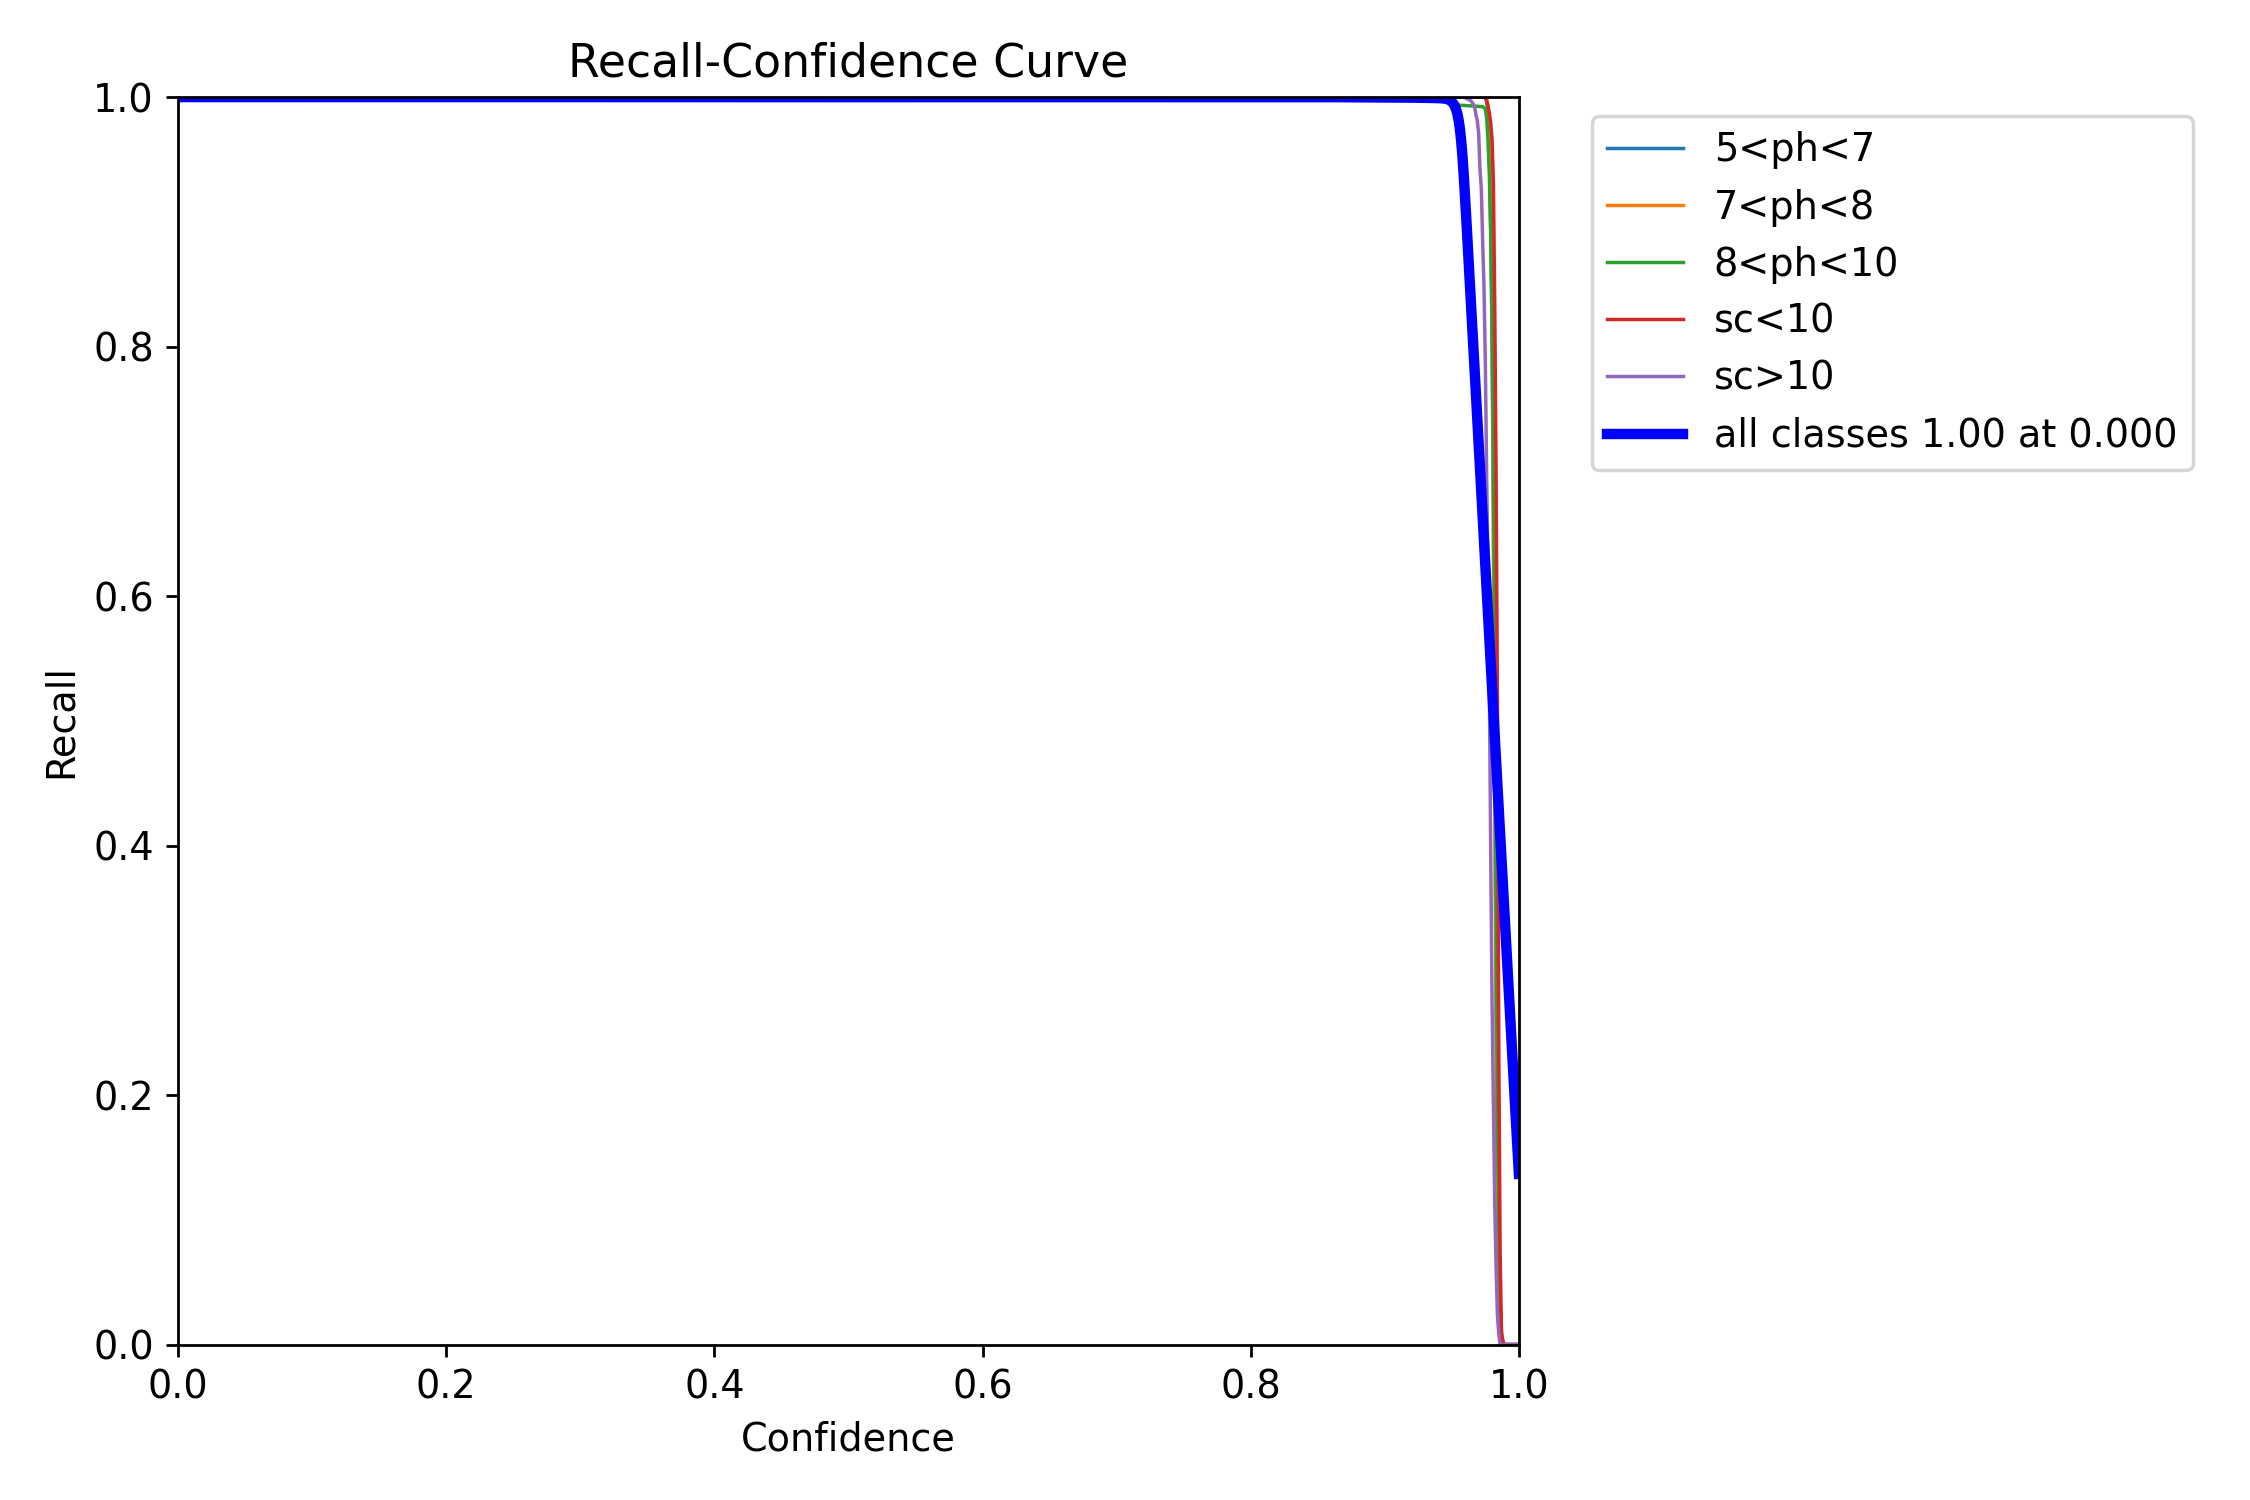 Recall-Confidence Curve
1.0
0.8
0.6
0.4
0.2
0.0
Recall
0.0 0.2 0.4 0.6 0.8 1.0
Confidence
5<ph<7
7<ph<8
8<ph<10
sc<10
sc>10
all classes 1.00 at 0.000